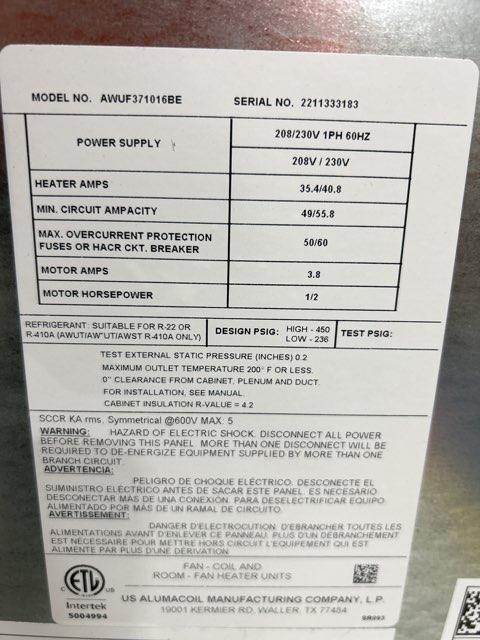 MODEL NO. AWUF371016BE SERIAL NO. 2211333183
POWER SUPPLY
208/230V 1PH 60HZ
208V / 230V
HEATER AMPS 35.4/40.8
MIN. CIRCUIT AMPACITY 49/55.8
MAX. OVERCURRENT PROTECTION
FUSES OR HACR CKT. BREAKER
50/60
MOTOR AMPS 3.8
MOTOR HORSEPOWER 1/2
REFRIGERANT: SUITABLE FOR R-22 OR
R-410A (AWUT/AW"UT/AWST R-410A ONLY)
DESIGN PSIG: HIGH - 450
LOW - 236
TEST PSIG:
TEST EXTERNAL STATIC PRESSURE (INCHES) 0.2
MAXIMUM OUTLET TEMPERATURE 200° F OR LESS.
0" CLEARANCE FROM CABINET, PLENUM AND DUCT.
FOR INSTALLATION, SEE MANUAL.
CABINET INSULATION R-VALUE = 4.2
SCCR KA rms. Symmetrical @600V MAX: 5
WARNING: HAZARD OF ELECTRIC SHOCK. DISCONNECT ALL POWER
BEFORE REMOVING THIS PANEL. MORE THAN ONE DISCONNECT WILL BE
REQUIRED TO DE-ENERGIZE EQUIPMENT SUPPLIED BY MORE THAN ONE
BRANCH CIRCUIT.
ADVERTENCIA:
PELIGRO DE CHOQUE ELÉCTRICO. DESCONECTE EL
SUMINISTRO ELÉCTRICO ANTES DE SACAR ESTE PANEL. ES NECESARIO
DESCONECTAR MAS DE UNA CONEXIÓN. PARA DESELECTRIFICAR EQUIPO.
ALIMENTADO POR MÁS DE UN RAMAL DE CIRCUITO.
AVERTISSEMENT:
DANGER D'ELECTROCUTION. D'EBRANCHER TOUTES LES
ALIMENTATIONS AVANT D'ENLEVER CE PANNEAU. PLUS D'UN DEBRANCHEMENT
EST NÉCESSAIRE POUR METTRE HORS CIRCUIT L'EQUIPEMENT QUI EST
ALIMENTE PAR PLUS D'UNE DÉRIVATION
FAN - COIL AND
ROOM - FAN HEATER UNITS
ETL
Intertek
5004994
US ALUMACOIL MANUFACTURING COMPANY, L.P.
19001 KERMIER RD, WALLER, TX 77484